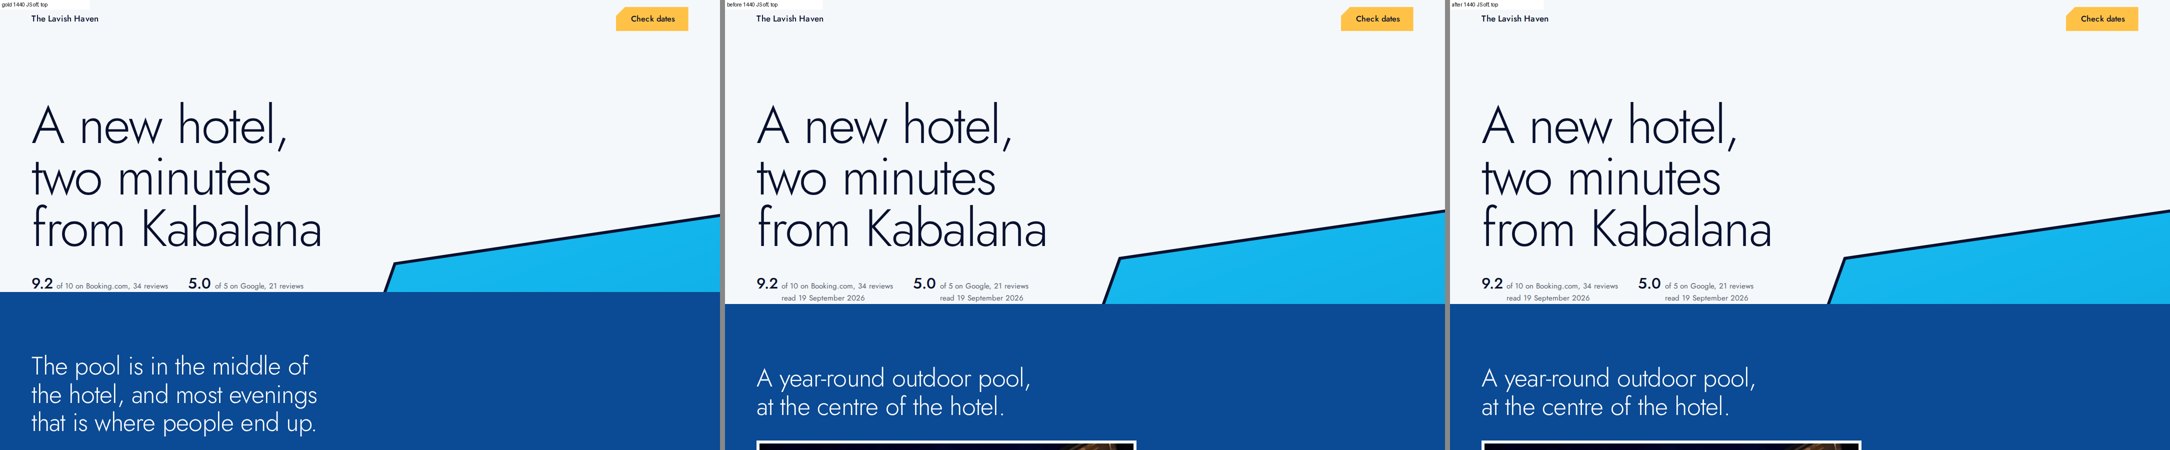 gold 1440 JSoff, top
The Lavish Haven
Check dates
A new hotel,
two minutes
from Kabalana
9.2 of 10 on Booking.com, 34 reviews
5.0 of 5 on Google, 21 reviews
The pool is in the middle of
the hotel, and most evenings
that is where people end up.
before 1440 JSoff, top
The Lavish Haven
Check dates
A new hotel,
two minutes
from Kabalana
9.2 of 10 on Booking.com, 34 reviews
read 19 September 2026
5.0 of 5 on Google, 21 reviews
read 19 September 2026
A year-round outdoor pool,
at the centre of the hotel.
after 1440 JSoff, top
The Lavish Haven
Check dates
A new hotel,
two minutes
from Kabalana
9.2 of 10 on Booking.com, 34 reviews
read 19 September 2026
5.0 of 5 on Google, 21 reviews
read 19 September 2026
A year-round outdoor pool,
at the centre of the hotel.